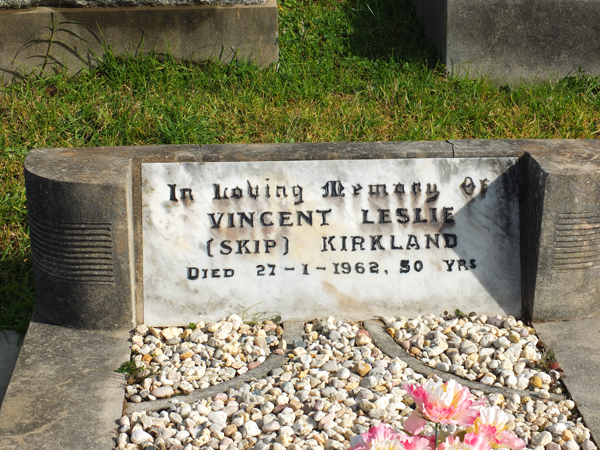 In Loving Memory Of
VINCENT LESLIE
(SKIP) KIRKLAND
DIED 27-1-1962, 50 YRS